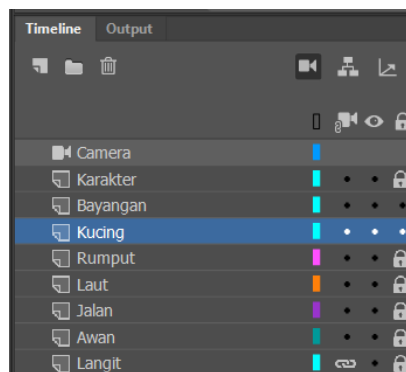 Timeline Output
Camera
Karakter
Bayangan
Kucing
Rumput
Laut
Jalan
Awan
Langit